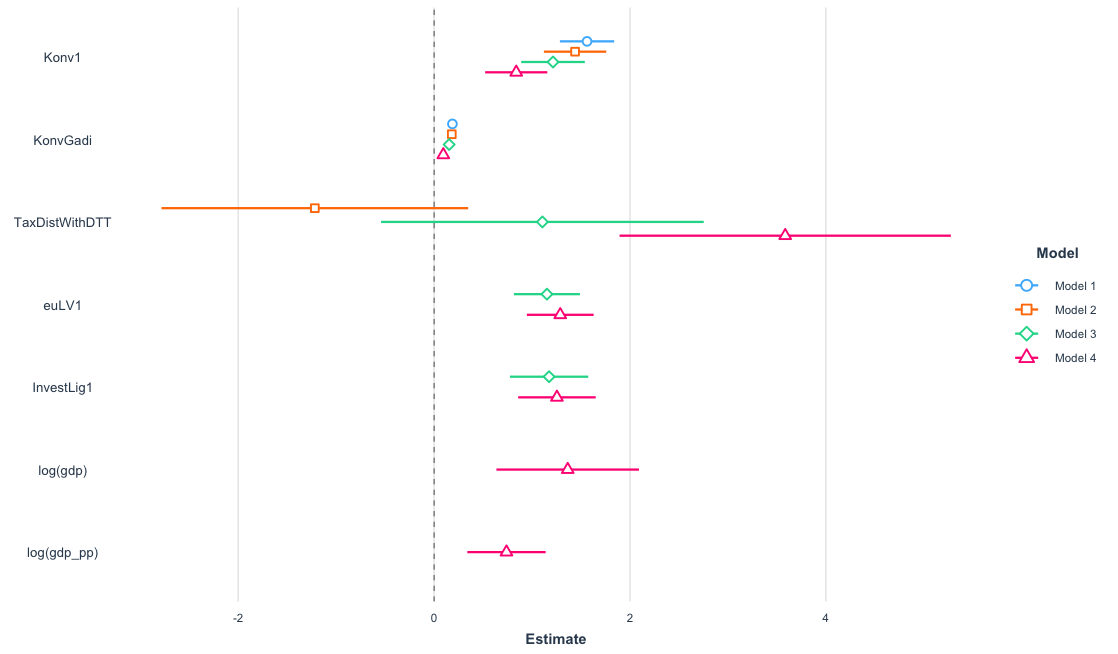 Konv1
KonvGadi
TaxDistWithDTT
euLV1
InvestLig1
log(gdp)
log(gdp_pp)
-2 0 2 4
Estimate
Model
Model 1
Model 2
Model 3
Model 4